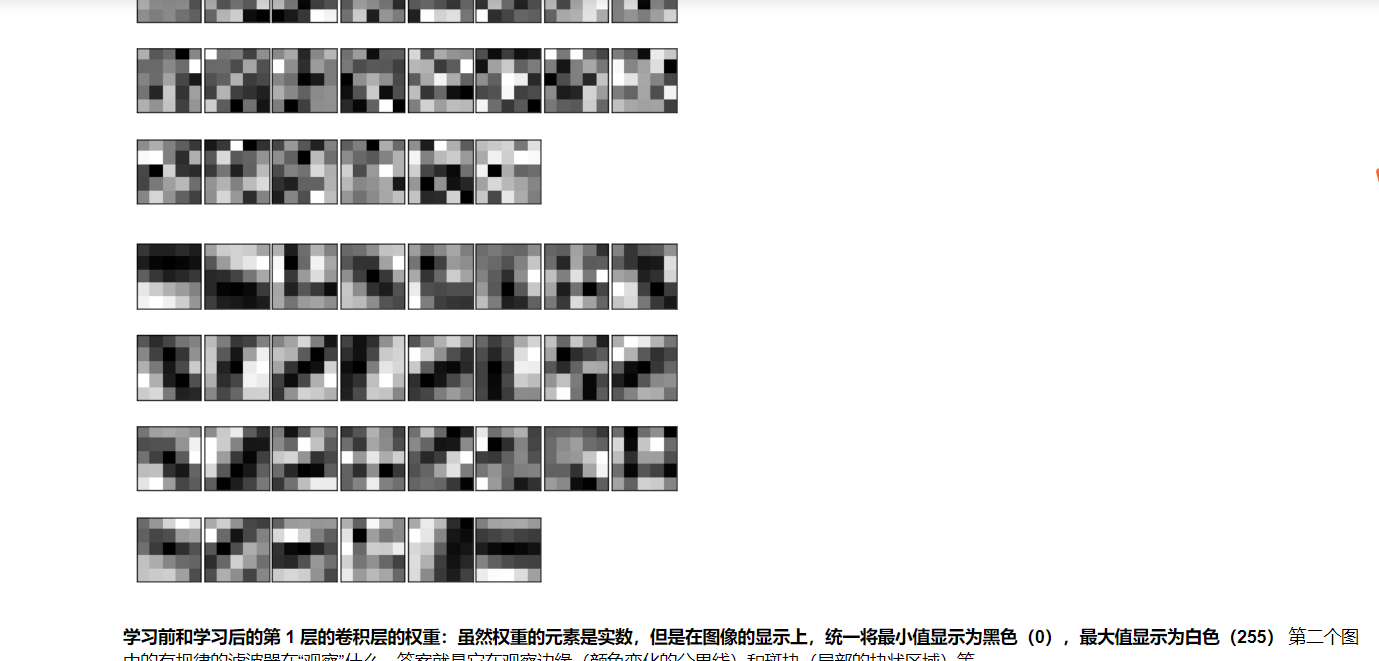 学习前和学习后的第 1 层的卷积层的权重：虽然权重的元素是实数，但是在图像的显示上，统一将最小值显示为黑色（0），最大值显示为白色（255） 第二个图
中的有规律的滤波器在“观察”什么，答案就是它在观察边缘（颜色变化的分界线）和斑块（局部的块状区域）等